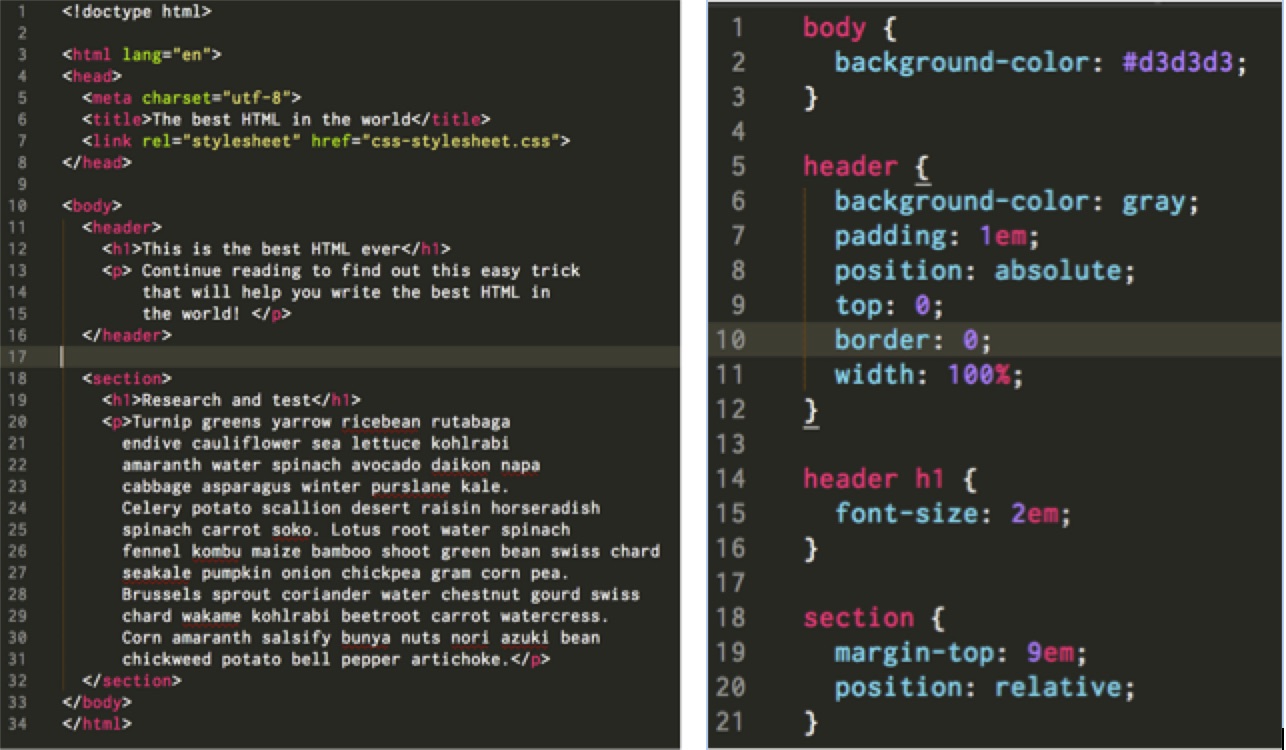 1 <!doctype html>
2
3 <html lang="en">
4 <head>
5 <meta charset="utf-8">
6 <title>The best HTML in the world</title>
7 <link rel="stylesheet" href="css-stylesheet.css">
8 </head>
9
10 <body>
11 <header>
12 <h1>This is the best HTML ever</h1>
13 <p> Continue reading to find out this easy trick
14 that will help you write the best HTML in
15 the world! </p>
16 </header>
17
18 <section>
19 <h1>Research and test</h1>
20 <p>Turnip greens yarrow ricebean rutabaga
21 endive cauliflower sea lettuce kohlrabi
22 amaranth water spinach avocado daikon napa
23 cabbage asparagus winter purslane kale.
24 Celery potato scallion desert raisin horseradish
25 spinach carrot soko. Lotus root water spinach
26 fennel kombu maize bamboo shoot green bean swiss chard
27 seakale pumpkin onion chickpea gram corn pea.
28 Brussels sprout coriander water chestnut gourd swiss
29 chard wakame kohlrabi beetroot carrot watercress.
30 Corn amaranth salsify bunya nuts nori azuki bean
31 chickweed potato bell pepper artichoke.</p>
32 </section>
33 </body>
34 </html>
1 body {
2 background-color: #d3d3d3;
3 }
4
5 header {
6 background-color: gray;
7 padding: 1em;
8 position: absolute;
9 top: 0;
10 border: 0;
11 width: 100%;
12 }
13
14 header h1 {
15 font-size: 2em;
16 }
17
18 section {
19 margin-top: 9em;
20 position: relative;
21 }